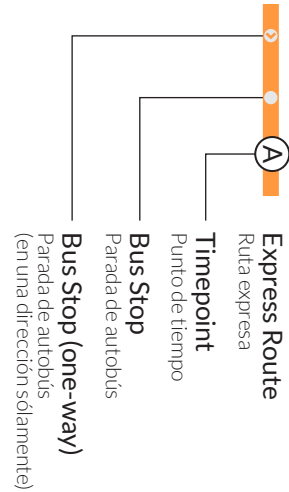 A
Express Route
Ruta expresa
Timepoint
Punto de tiempo
Bus Stop
Parada de autobús
Bus Stop (one-way)
Parada de autobús
(en una dirección sólamente)